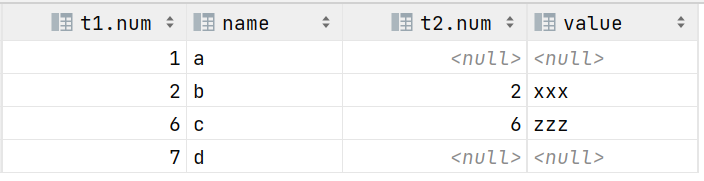 t1.num name t2.num value
1 a <null> <null>
2 b 2 xxx
6 c 6 zzz
7 d <null> <null>